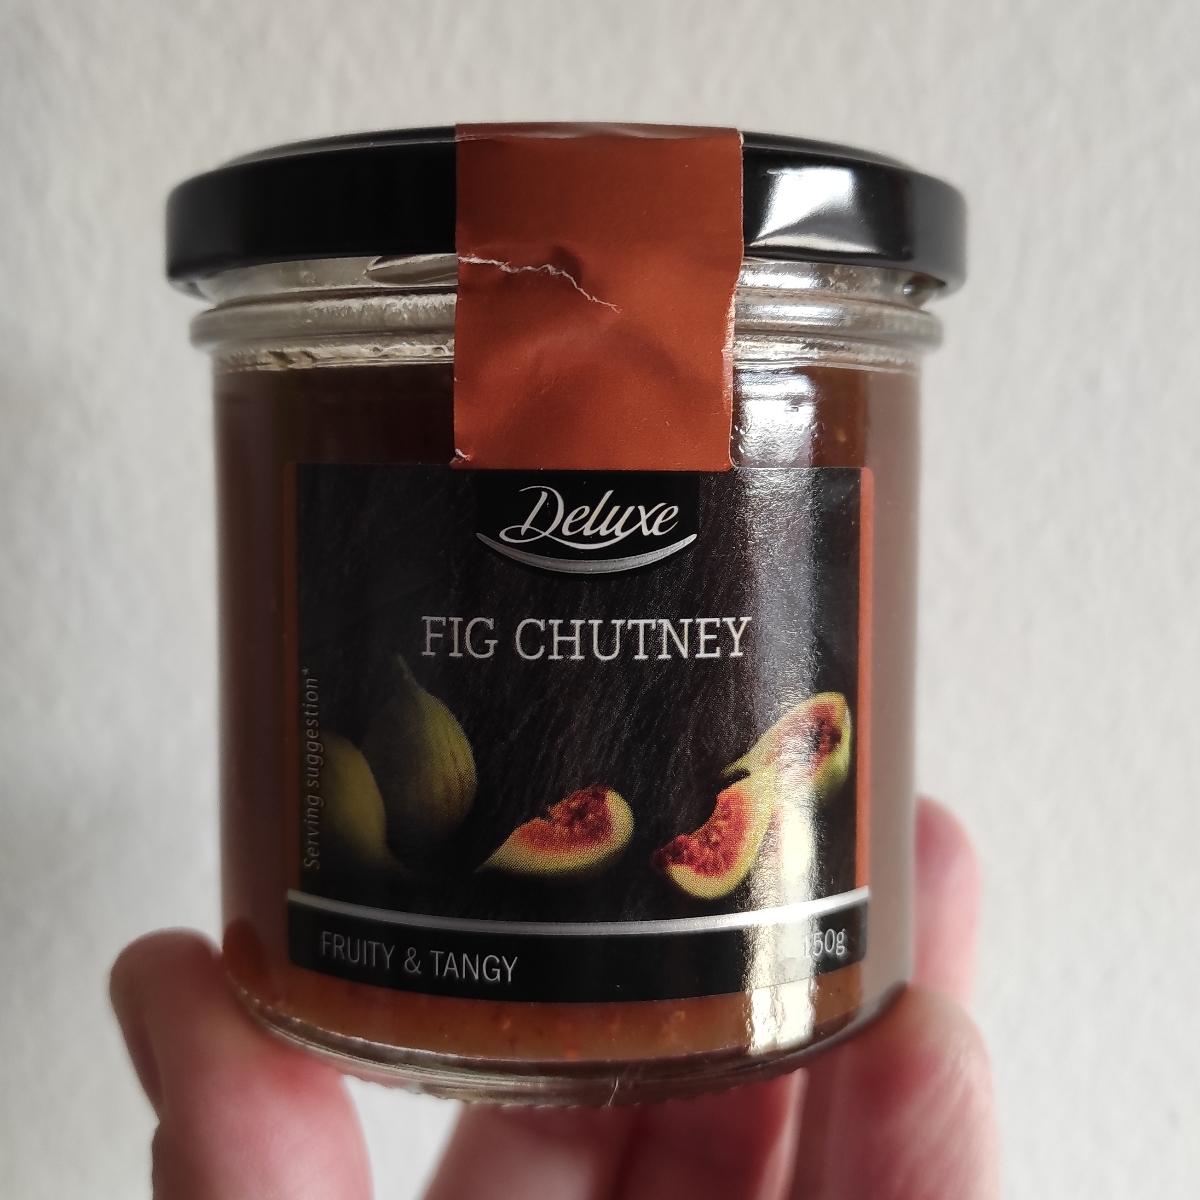 Deluxe
FIG CHUTNEY
Serving suggestion*
FRUITY & TANGY
150g